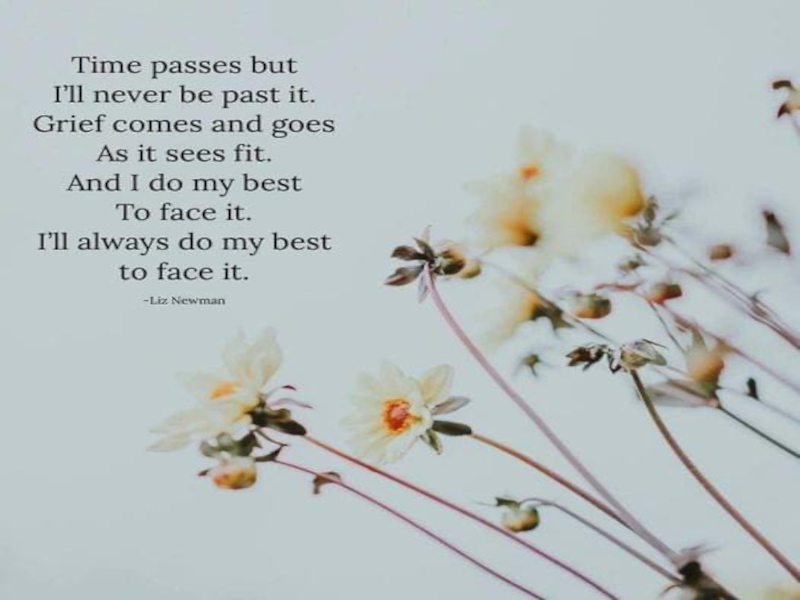 Time passes but
I’ll never be past it.
Grief comes and goes
As it sees fit.
And I do my best
To face it.
I’ll always do my best
to face it.
-Liz Newman